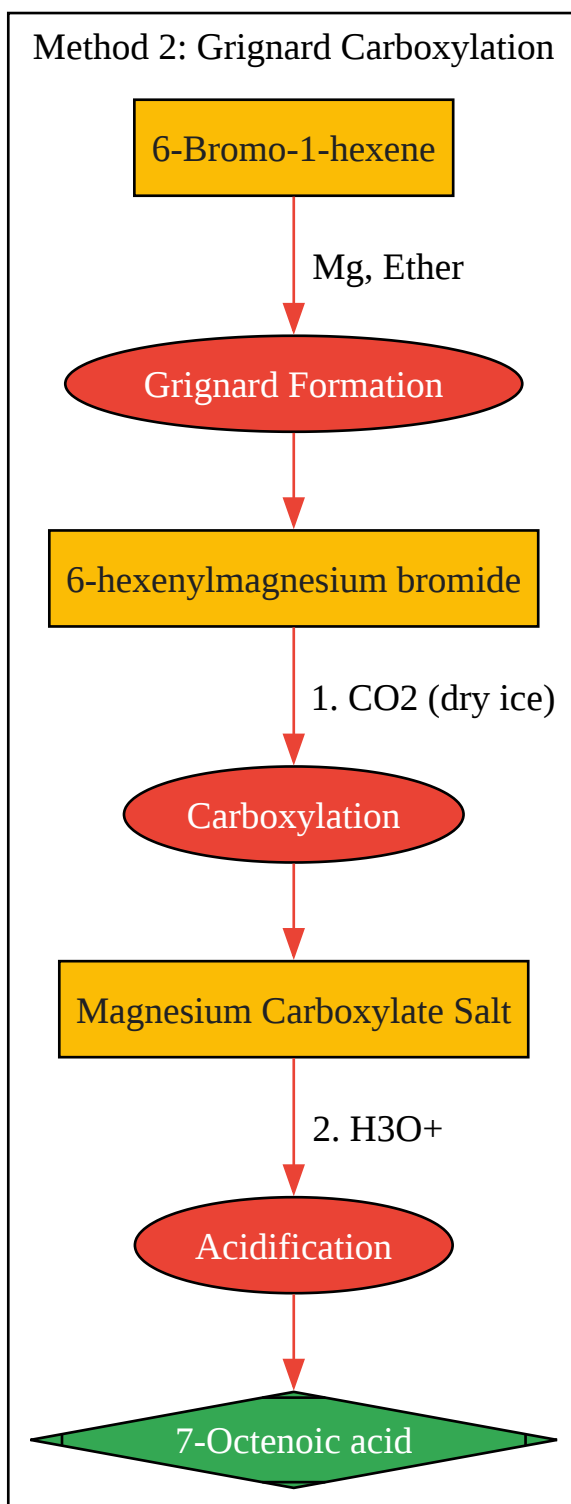 Method 2: Grignard Carboxylation
6-Bromo-1-hexene
Mg, Ether
Grignard Formation
6-hexenylmagnesium bromide
1. CO2 (dry ice)
Carboxylation
Magnesium Carboxylate Salt
2. H3O+
Acidification
7-Octenoic acid